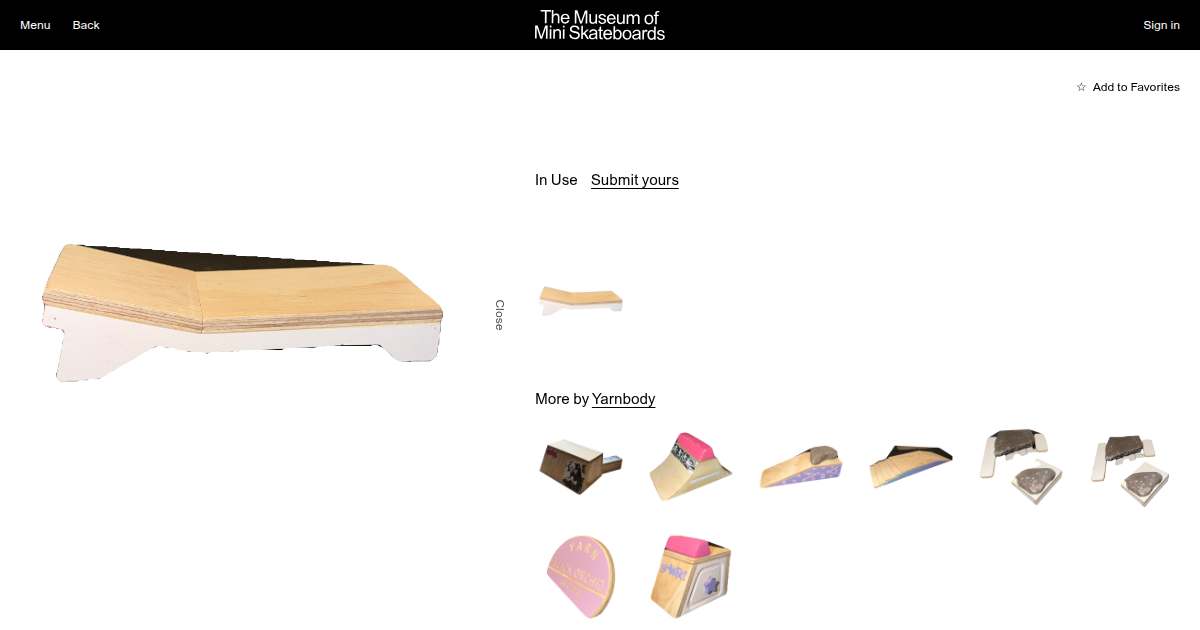 Menu
Back
The Museum of
Mini Skateboards
Sign in
☆ Add to Favorites
In Use
Submit yours
Close
More by Yarnbody
YARN